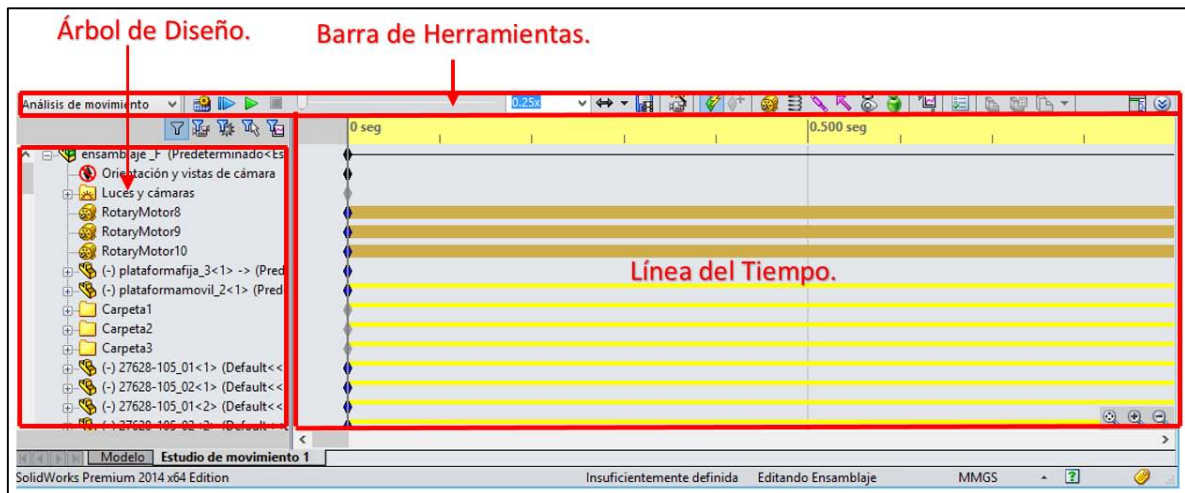 Árbol de Diseño.
Barra de Herramientas.
Análisis de movimiento
0.25x
0 seg
0.500 seg
ensamblaje_F (Predeterminado<Es
Orientación y vistas de cámara
Luces y cámaras
RotaryMotor8
RotaryMotor9
RotaryMotor10
(-) plataformafija_3<1> -> (Pred
Línea del Tiempo.
(-) plataformamovil_2<1> (Pred
Carpeta1
Carpeta2
Carpeta3
(-) 27628-105_01<1> (Default<<
(-) 27628-105_02<1> (Default<<
(-) 27628-105_01<2> (Default<<
Modelo
Estudio de movimiento 1
SolidWorks Premium 2014 x64 Edition
Insuficientemente definida
Editando Ensamblaje
MMGS